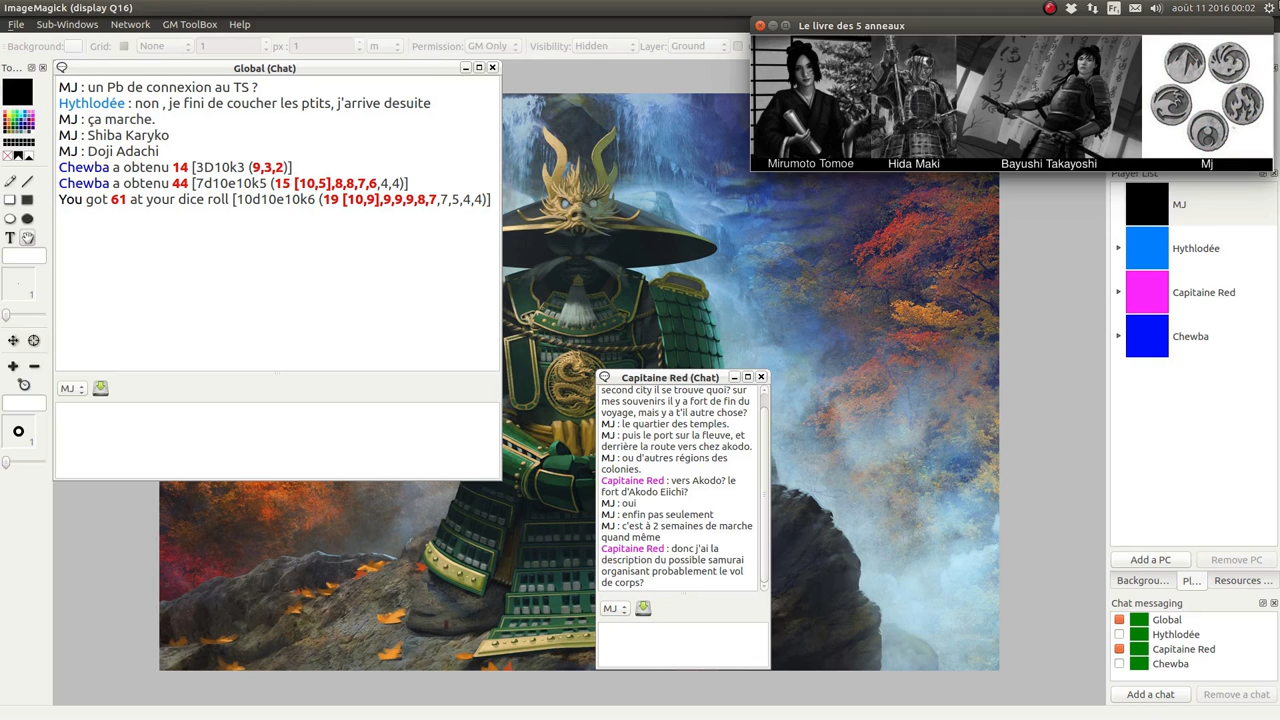 ImageMagick (display Q16)
Fr₁
août 11 2016 00:02
File Sub-Windows Network GM ToolBox Help
Background: Grid: None 1 px : 1 m Permission: GM Only Visibility: Hidden Layer: Ground
Le livre des 5 anneaux
Mirumoto Tomoe Hida Maki Bayushi Takayoshi Mj
To...
1
1
T
Global (Chat)
MJ : un Pb de connexion au TS ?
Hythlodée : non , je fini de coucher les ptits, j'arrive desuite
MJ : ça marche.
MJ : Shiba Karyko
MJ : Doji Adachi
Chewba a obtenu 14 [3D10k3 (9,3,2)]
Chewba a obtenu 44 [7d10e10k5 (15 [10,5],8,8,7,6,4,4)]
You got 61 at your dice roll [10d10e10k6 (19 [10,9],9,9,9,8,7,7,5,4,4)]
MJ
Capitaine Red (Chat)
second city il se trouve quoi? sur
mes souvenirs il y a fort de fin du
voyage, mais y a t'il autre chose?
MJ : le quartier des temples.
MJ : puis le port sur la fleuve, et
derrière la route vers chez akodo.
MJ : ou d'autres régions des
colonies.
Capitaine Red : vers Akodo? le
fort d'Akodo Eiichi?
MJ : oui
MJ : enfin pas seulement
MJ : c'est à 2 semaines de marche
quand même
Capitaine Red : donc j'ai la
description du possible samurai
organisant probablement le vol
de corps?
MJ
Player List
MJ
Hythlodée
Capitaine Red
Chewba
Add a PC Remove PC
Backgrou... Pl... Resources ...
Chat messaging
Global
Hythlodée
Capitaine Red
Chewba
Add a chat Remove a chat